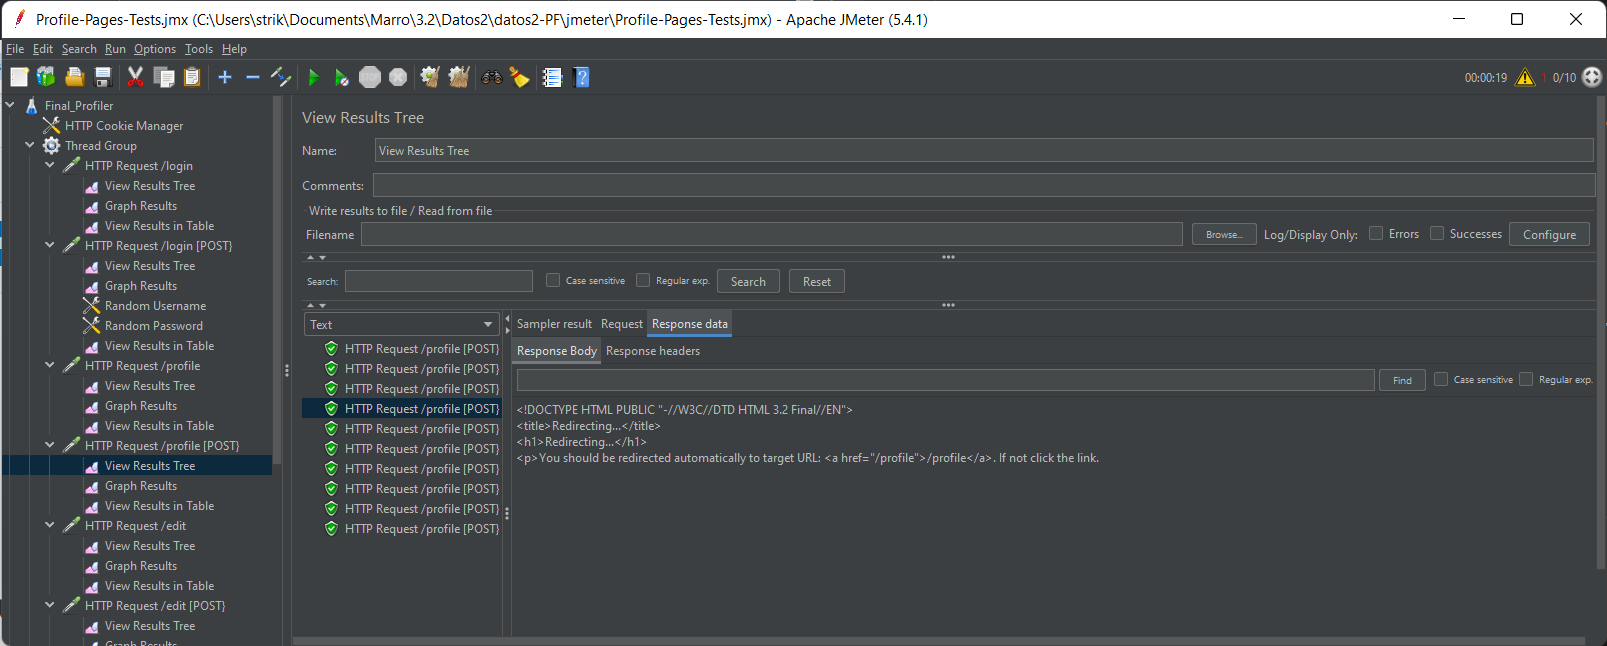 Profile-Pages-Tests.jmx (C:\Users\strik\Documents\Marro\3.2\Datos2\datos2-PF\jmeter\Profile-Pages-Tests.jmx) - Apache JMeter (5.4.1)
File Edit Search Run Options Tools Help
STOP
00:00:19 1 0/10
Final_Profiler
HTTP Cookie Manager
Thread Group
HTTP Request /login
View Results Tree
Graph Results
View Results in Table
HTTP Request /login [POST}
View Results Tree
Graph Results
Random Username
Random Password
View Results in Table
HTTP Request /profile
View Results Tree
Graph Results
View Results in Table
HTTP Request /profile [POST}
View Results Tree
Graph Results
View Results in Table
HTTP Request /edit
View Results Tree
Graph Results
View Results in Table
HTTP Request /edit [POST}
View Results Tree
Graph Results
View Results Tree
Name: View Results Tree
Comments:
Write results to file / Read from file
Filename Browse... Log/Display Only: Errors Successes Configure
Search: Case sensitive Regular exp. Search Reset
Text
HTTP Request /profile [POST}
HTTP Request /profile [POST}
HTTP Request /profile [POST}
HTTP Request /profile [POST}
HTTP Request /profile [POST}
HTTP Request /profile [POST}
HTTP Request /profile [POST}
HTTP Request /profile [POST}
HTTP Request /profile [POST}
HTTP Request /profile [POST}
Sampler result Request Response data
Response Body Response headers
Find Case sensitive Regular exp.
<!DOCTYPE HTML PUBLIC "-//W3C//DTD HTML 3.2 Final//EN">
<title>Redirecting...</title>
<h1>Redirecting...</h1>
<p>You should be redirected automatically to target URL: <a href="/profile">/profile</a>. If not click the link.